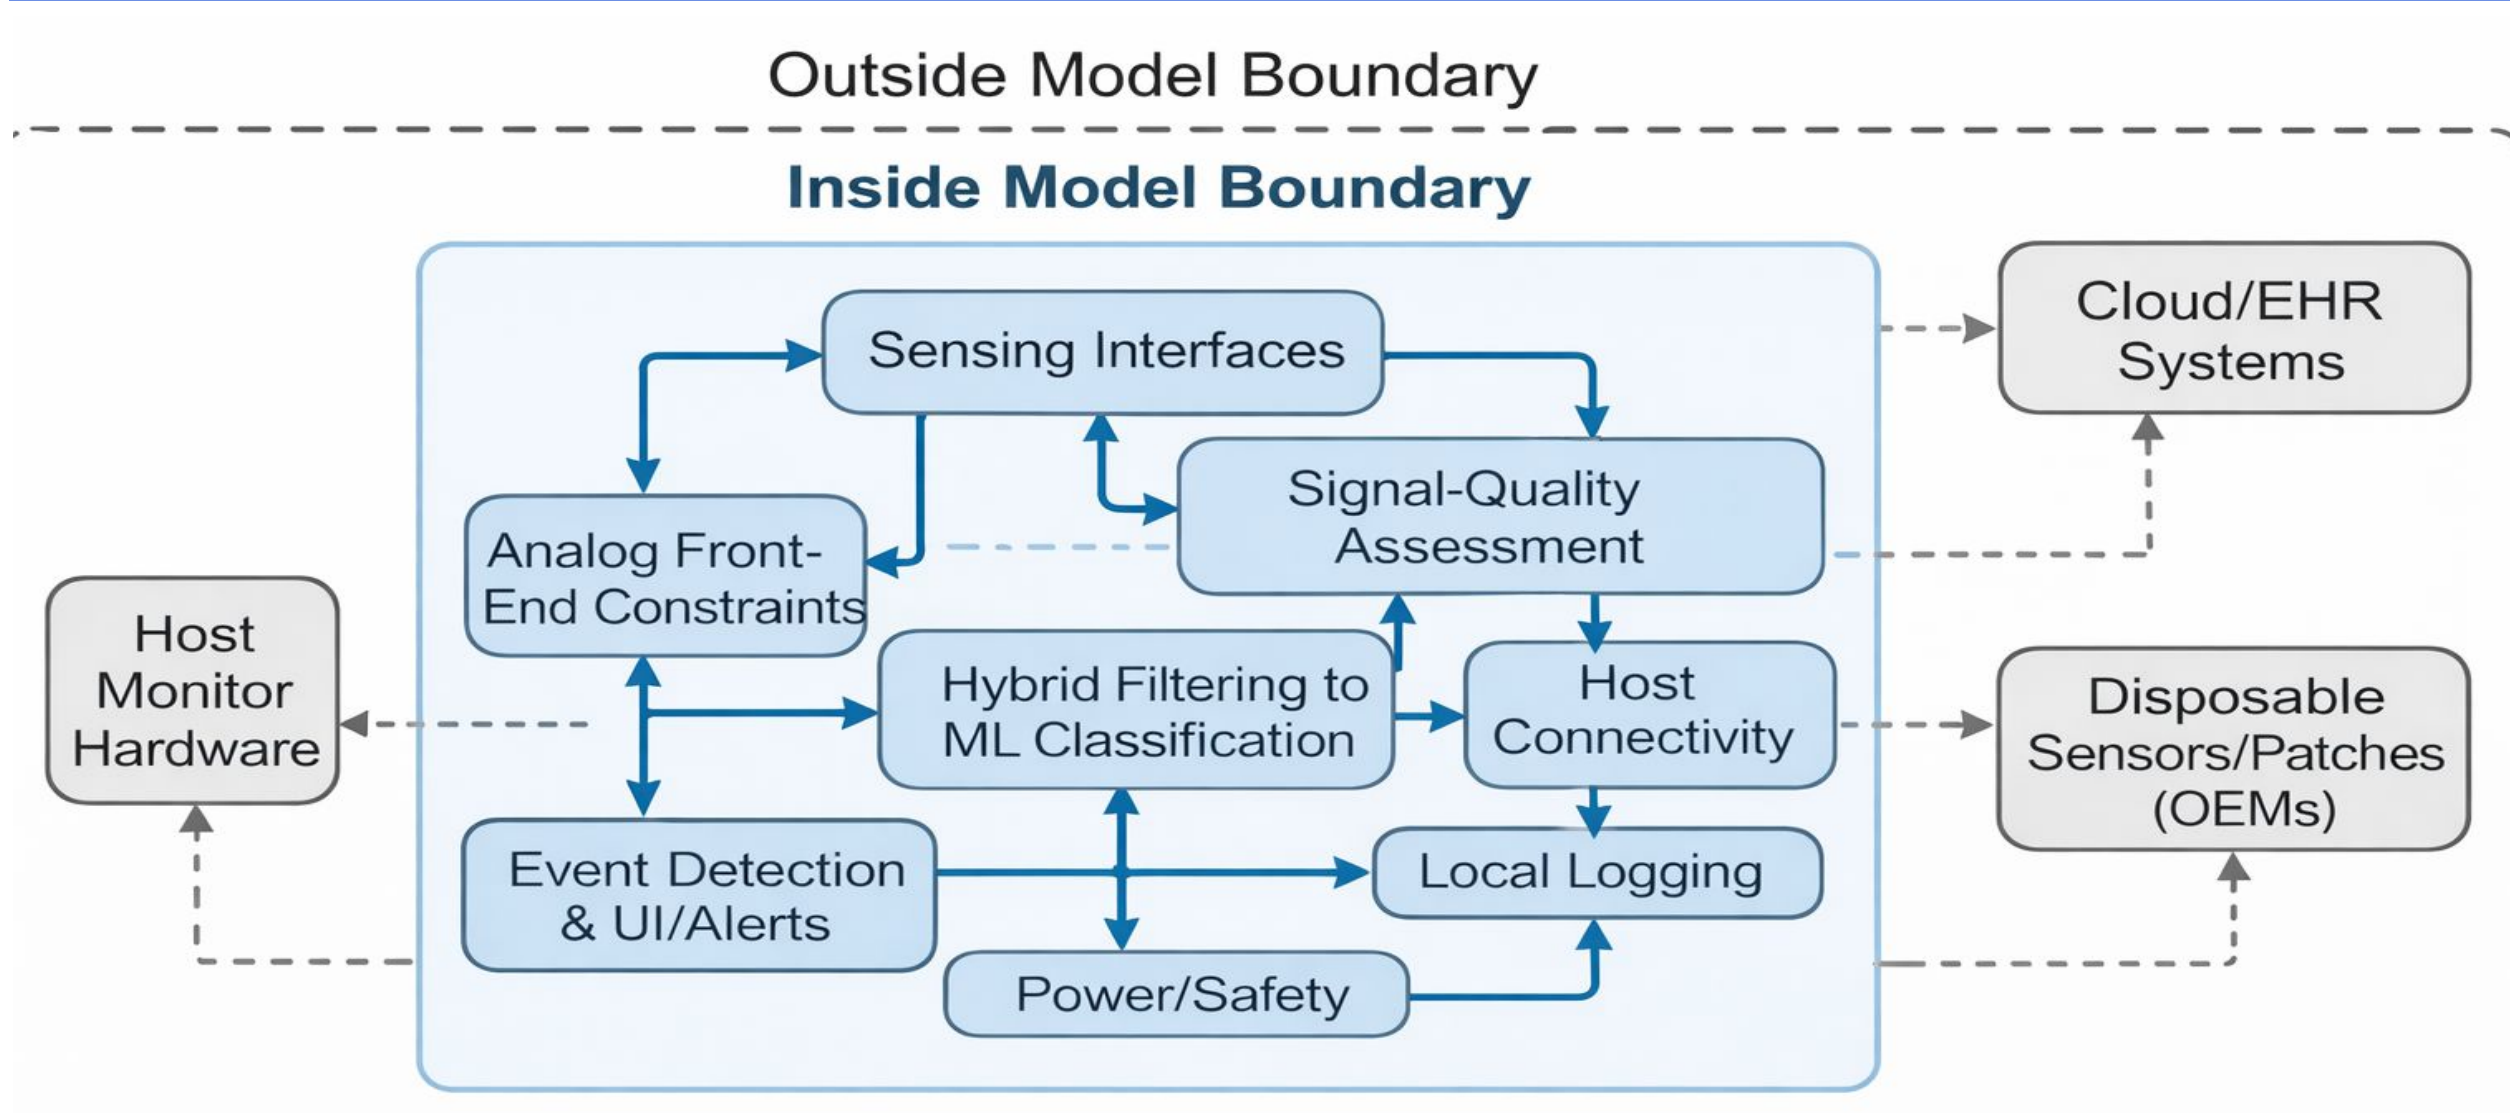 Outside Model Boundary
Inside Model Boundary
Sensing Interfaces
Cloud/EHR
Systems
Signal-Quality
Assessment
Analog Front-
End Constraints
Host
Monitor
Hardware
Hybrid Filtering to
ML Classification
Host
Connectivity
Disposable
Sensors/Patches
(OEMs)
Event Detection
& UI/Alerts
Local Logging
Power/Safety